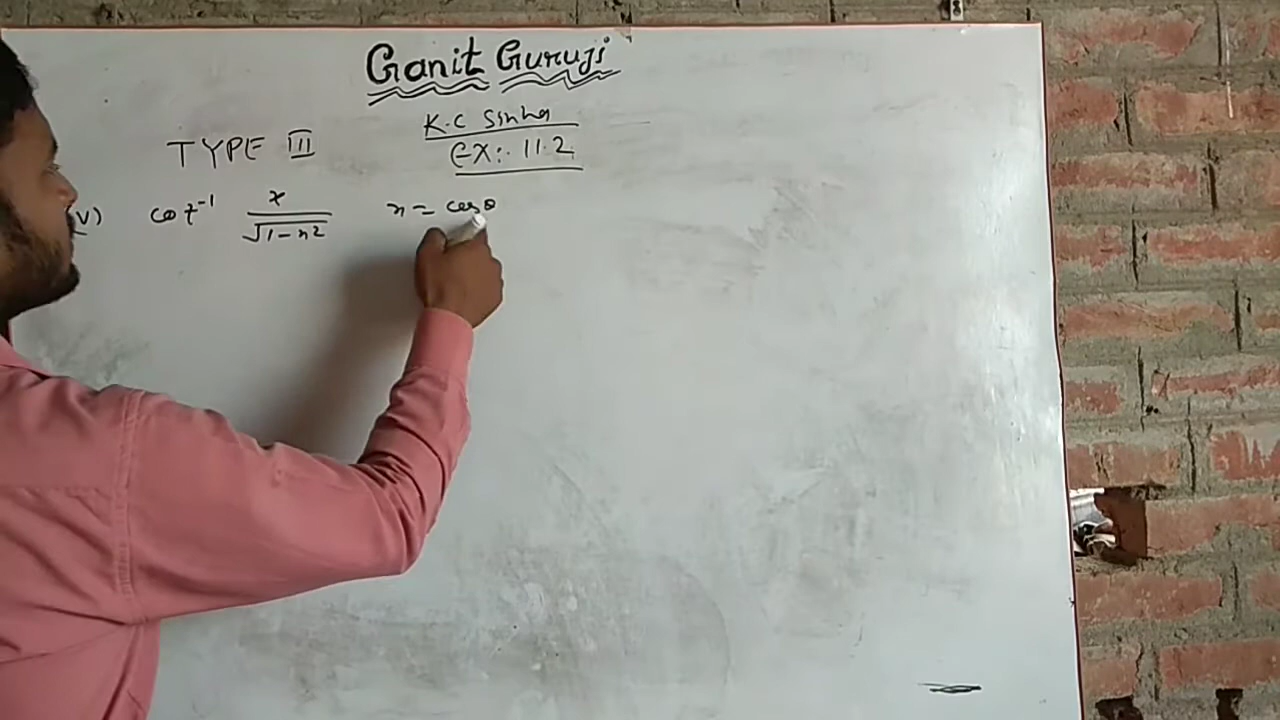 Ganit Guruji
K.C Sinha
TYPE III
EX:. 11.2
(V) cot⁻¹ x/√1-x² x = cosθ